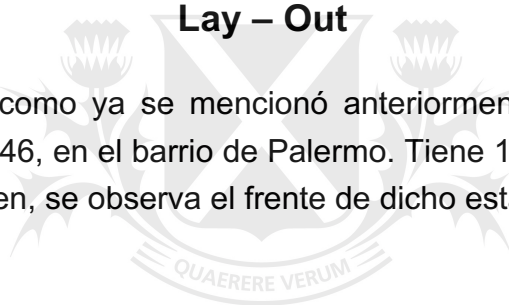 Lay – Out
como ya se mencionó anteriormen
46, en el barrio de Palermo. Tiene 1
en, se observa el frente de dicho est
QUAERERE VERUM